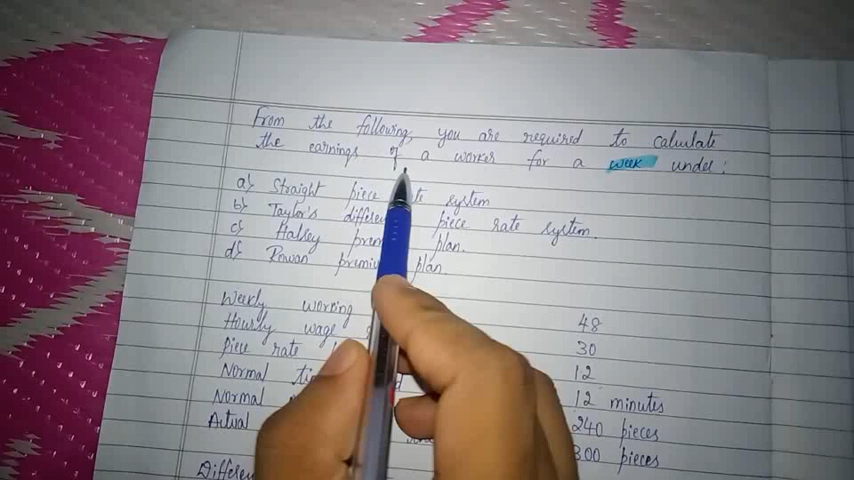 From the following, you are required to calculate
the earnings of a worker for a week under:
a) Straight piece rate system
b) Taylor's piece rate system.
c) Halsey plan.
d) Rowan plan.
Weekly working 48
Hourly wage 30
Piece rate 12
Normal 12 minutes
Normal 240 pieces
Actual 300 pieces